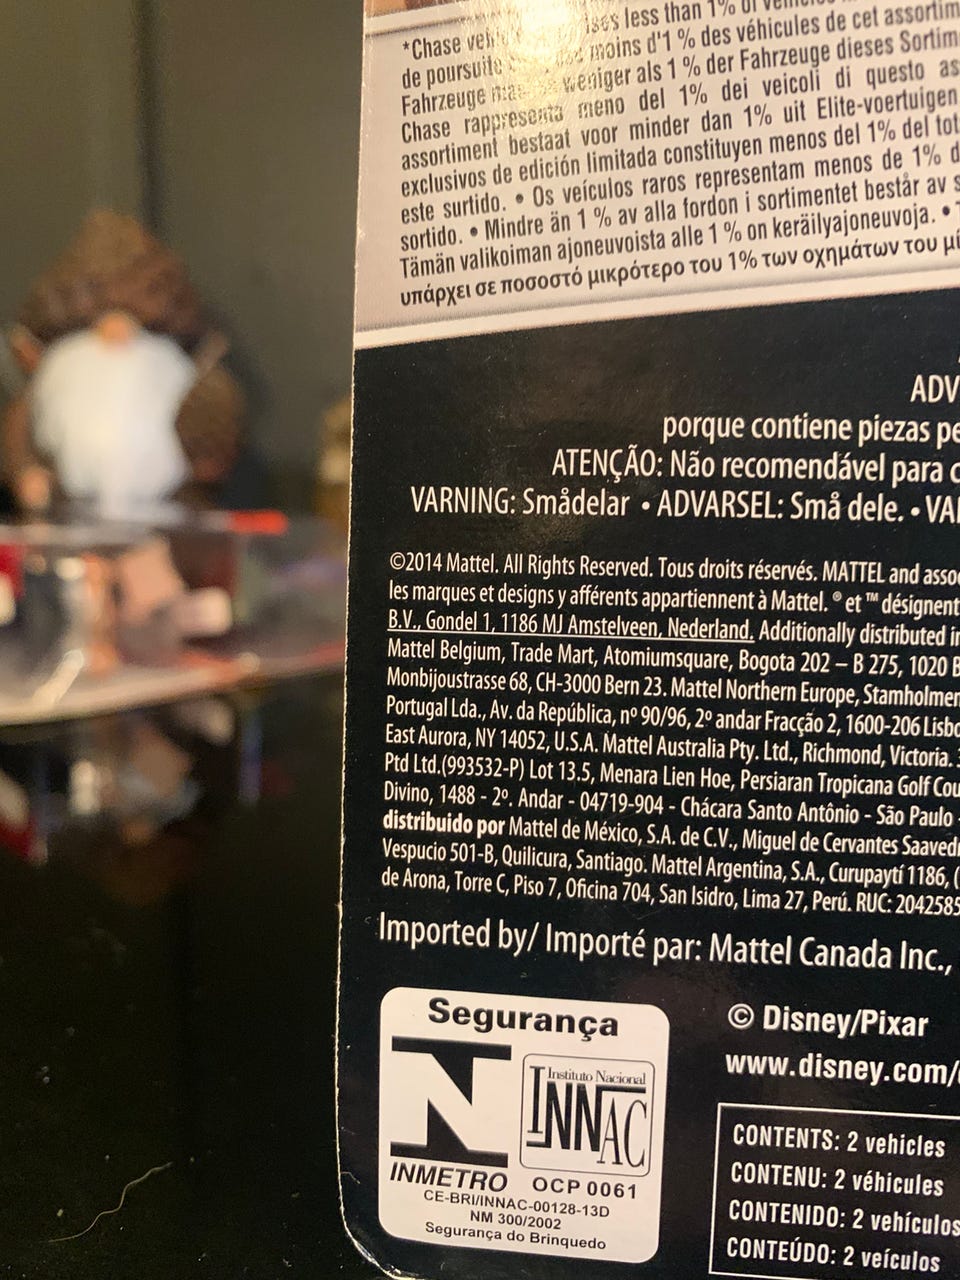 *Chase less than 1% of
de poursuite moins d'1 % des véhicules de cet assortim
Fahrzeuge weniger als 1 % der Fahrzeuge dieses Sortim
Chase rappresenta meno del 1% dei veicoli di questo as
assortiment bestaat voor minder dan 1% uit Elite-voertuigen
exclusivos de edición limitada constituyen menos del 1% del tot
este surtido. • Os veículos raros representam menos de 1% d
sortido. • Mindre än 1 % av alla fordon i sortimentet består av s
Tämän valikoiman ajoneuvoista alle 1 % on keräilyajoneuvoja. •
υπάρχει σε ποσοστό μικρότερο του 1% των οχημάτων του μί
ADV
porque contiene piezas pe
ATENÇÃO: Não recomendável para c
VARNING: Smådelar • ADVARSEL: Små dele. • VA
©2014 Mattel. All Rights Reserved. Tous droits réservés. MATTEL and asso
les marques et designs y afférents appartiennent à Mattel. ® et ™ désignent
B.V., Gondel 1, 1186 MJ Amstelveen, Nederland. Additionally distributed i
Mattel Belgium, Trade Mart, Atomiumsquare, Bogota 202 – B 275, 1020 B
Monbijoustrasse 68, CH-3000 Bern 23. Mattel Northern Europe, Stamholmen
Portugal Lda., Av. da República, nº 90/96, 2º andar Fracção 2, 1600-206 Lisbo
East Aurora, NY 14052, U.S.A. Mattel Australia Pty. Ltd., Richmond, Victoria. 3
Ptd Ltd.(993532-P) Lot 13.5, Menara Lien Hoe, Persiaran Tropicana Golf Cou
Divino, 1488 - 2º. Andar - 04719-904 - Chácara Santo Antônio - São Paulo -
distribuido por Mattel de México, S.A. de C.V., Miguel de Cervantes Saaved
Vespucio 501-B, Quilicura, Santiago. Mattel Argentina, S.A., Curupaytí 1186, (
de Arona, Torre C, Piso 7, Oficina 704, San Isidro, Lima 27, Perú. RUC: 2042585
Imported by/ Importé par: Mattel Canada Inc.,
Segurança
INMETRO
Instituto Nacional
INNAC
OCP 0061
CE-BRI/INNAC-00128-13D
NM 300/2002
Segurança do Brinquedo
© Disney/Pixar
www.disney.com/
CONTENTS: 2 vehicles
CONTENU: 2 véhicules
CONTENIDO: 2 vehículos
CONTEÚDO: 2 veículos